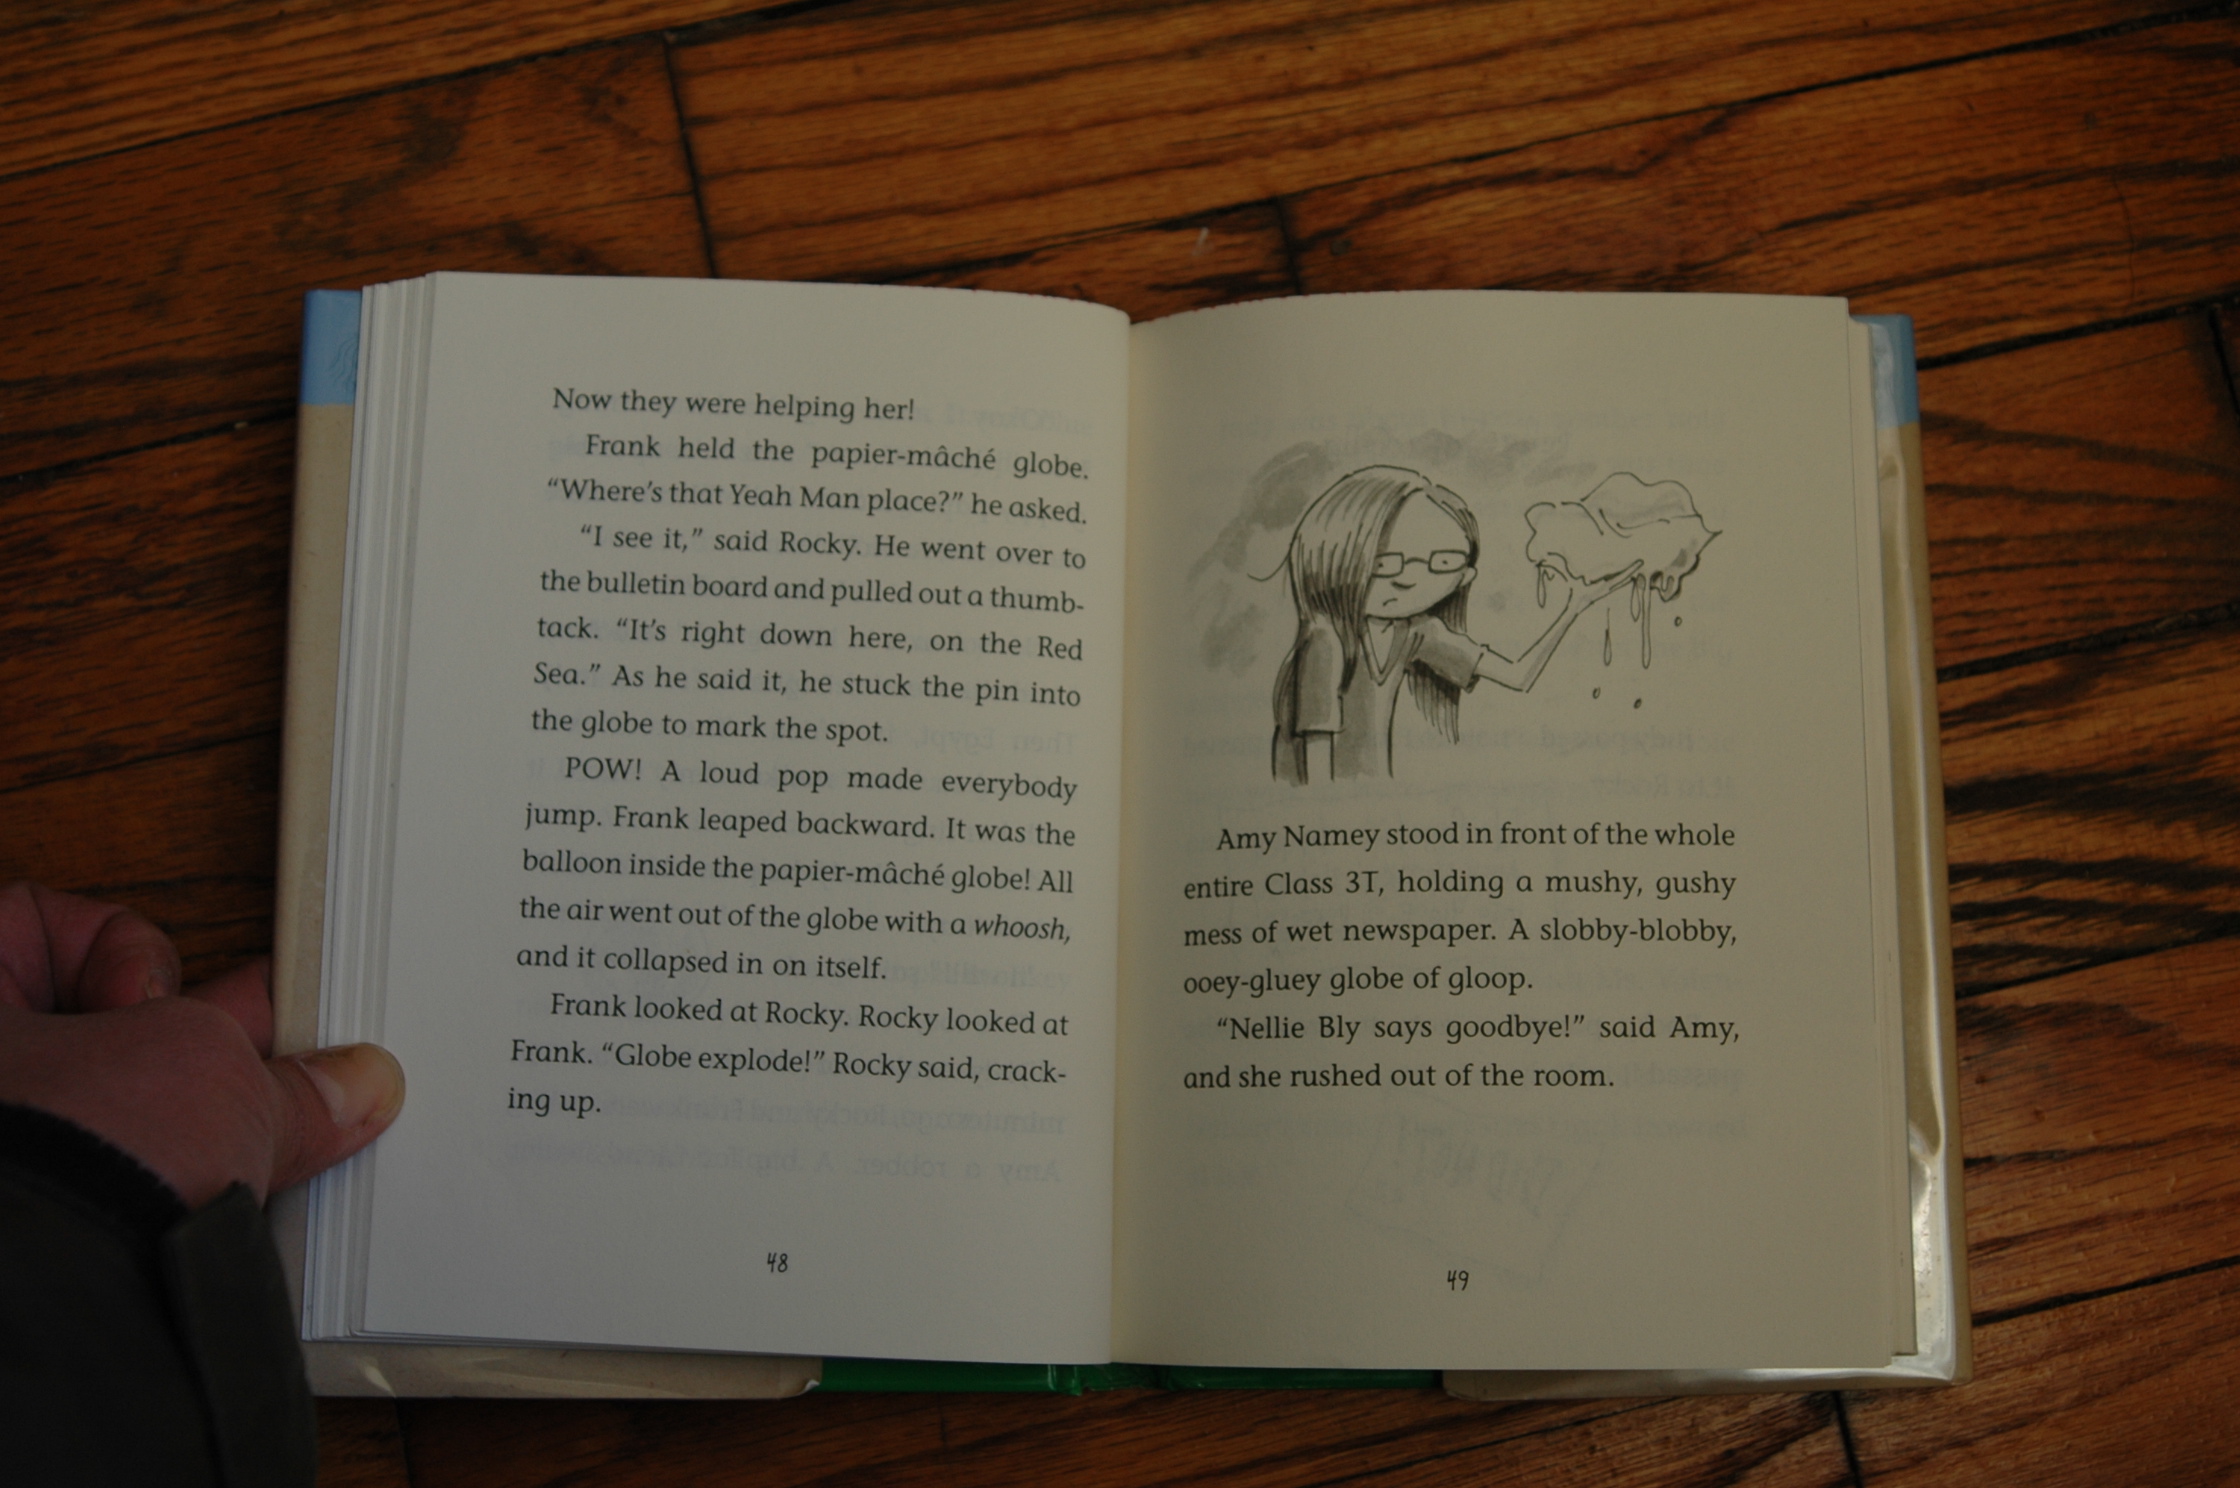 Now they were helping her!
Frank held the papier-mâché globe.
“Where’s that Yeah Man place?” he asked.
“I see it,” said Rocky. He went over to
the bulletin board and pulled out a thumb-
tack. “It’s right down here, on the Red
Sea.” As he said it, he stuck the pin into
the globe to mark the spot.
POW! A loud pop made everybody
jump. Frank leaped backward. It was the
balloon inside the papier-mâché globe! All
the air went out of the globe with a whoosh,
and it collapsed in on itself.
Frank looked at Rocky. Rocky looked at
Frank. “Globe explode!” Rocky said, crack-
ing up.
48
Amy Namey stood in front of the whole
entire Class 3T, holding a mushy, gushy
mess of wet newspaper. A slobby-blobby,
ooey-gluey globe of gloop.
“Nellie Bly says goodbye!” said Amy,
and she rushed out of the room.
49